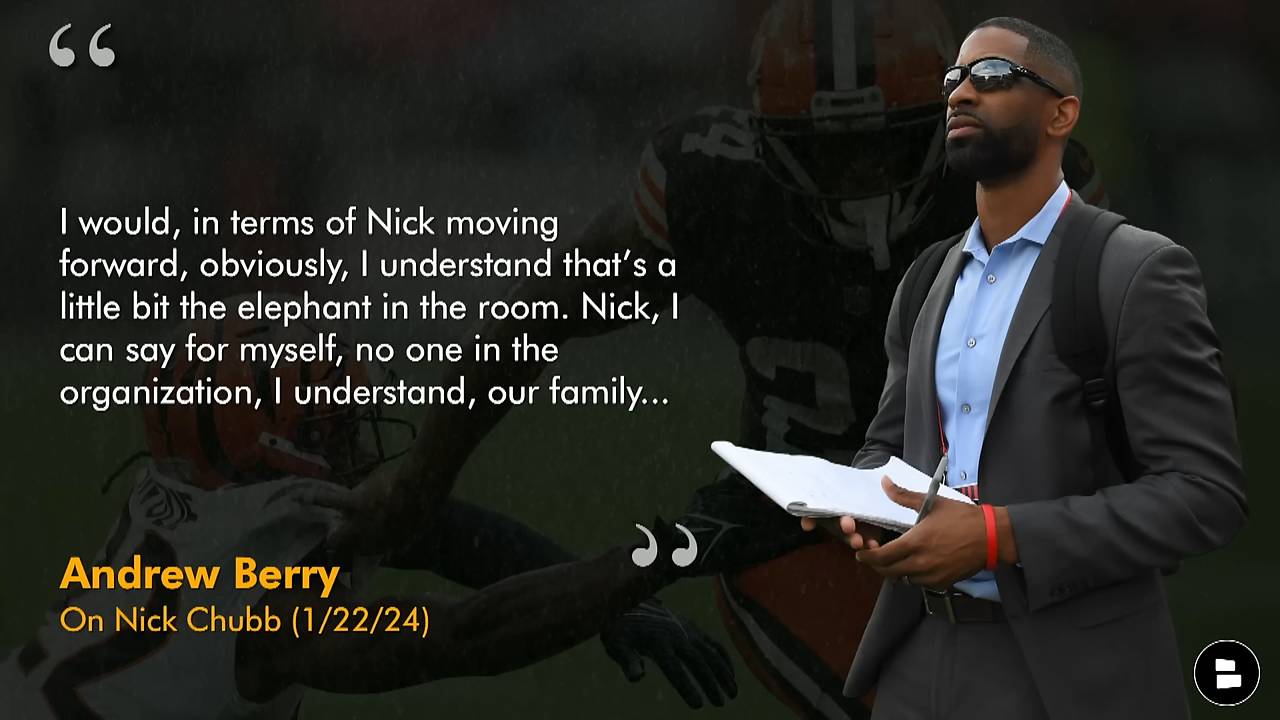 “
I would, in terms of Nick moving
forward, obviously, I understand that’s a
little bit the elephant in the room. Nick, I
can say for myself, no one in the
organization, I understand, our family...
”
Andrew Berry
On Nick Chubb (1/22/24)